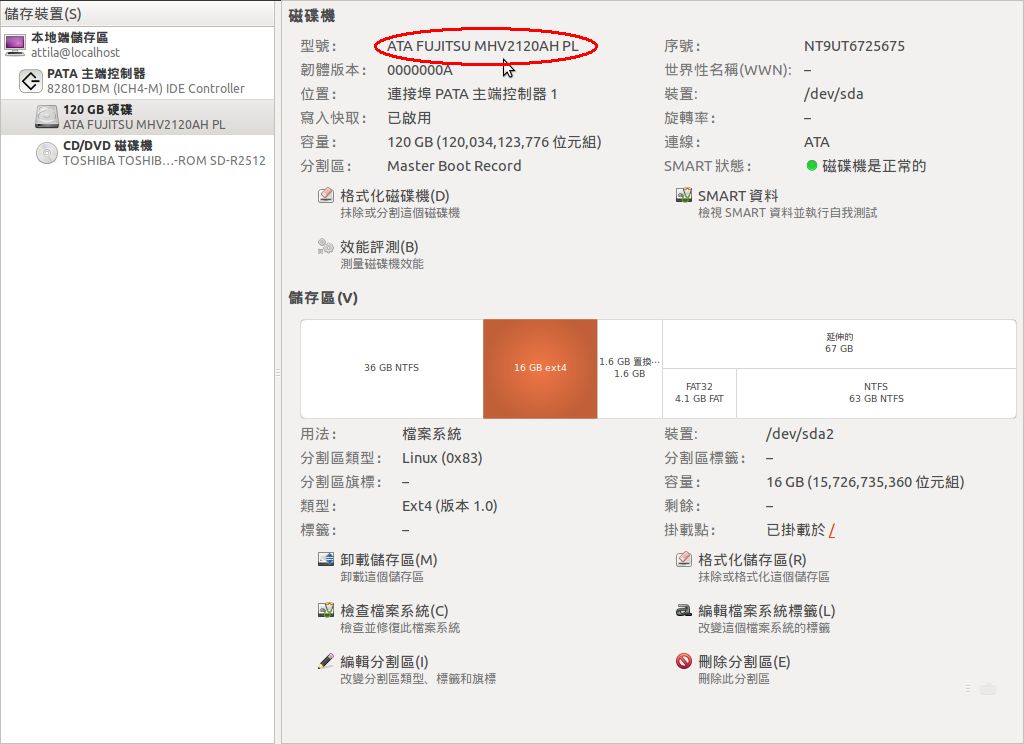 儲存裝置(S)
本地端儲存區
attila@localhost
PATA 主端控制器
82801DBM (ICH4-M) IDE Controller
120 GB 硬碟
ATA FUJITSU MHV2120AH PL
CD/DVD 磁碟機
TOSHIBA TOSHIB...-ROM SD-R2512
磁碟機
型號: ATA FUJITSU MHV2120AH PL 序號: NT9UT6725675
韌體版本: 0000000A 世界性名稱(WWN): –
位置: 連接埠 PATA 主端控制器 1 裝置: /dev/sda
寫入快取: 已啟用 旋轉率: –
容量: 120 GB (120,034,123,776 位元組) 連線: ATA
分割區: Master Boot Record SMART 狀態: 磁碟機是正常的
格式化磁碟機(D) SMART 資料
抹除或分割這個磁碟機 檢視 SMART 資料並執行自我測試
效能評測(B)
測量磁碟機效能
儲存區(V)
36 GB NTFS
16 GB ext4
1.6 GB 置換…
1.6 GB
延伸的
67 GB
FAT32
4.1 GB FAT
NTFS
63 GB NTFS
用法: 檔案系統 裝置: /dev/sda2
分割區類型: Linux (0x83) 分割區標籤: –
分割區旗標: – 容量: 16 GB (15,726,735,360 位元組)
類型: Ext4 (版本 1.0) 剩餘: –
標籤: – 掛載點: 已掛載於 /
卸載儲存區(M) 格式化儲存區(R)
卸載這個儲存區 抹除或格式化這個儲存區
檢查檔案系統(C) 編輯檔案系統標籤(L)
檢查並修復此檔案系統 改變這個檔案系統的標籤
編輯分割區(I) 刪除分割區(E)
改變分割區類型、標籤和旗標 刪除此分割區